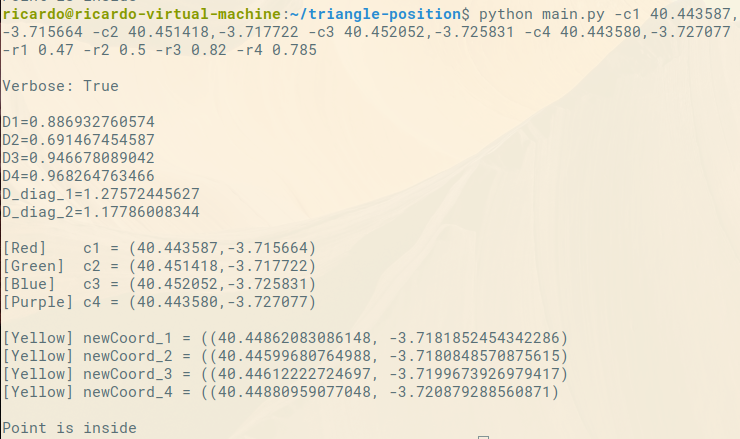 ricardo@ricardo-virtual-machine:~/triangle-position$ python main.py -c1 40.443587,
-3.715664 -c2 40.451418,-3.717722 -c3 40.452052,-3.725831 -c4 40.443580,-3.727077
-r1 0.47 -r2 0.5 -r3 0.82 -r4 0.785
Verbose: True
D1=0.886932760574
D2=0.691467454587
D3=0.946678089042
D4=0.968264763466
D_diag_1=1.27572445627
D_diag_2=1.17786008344
[Red]    c1 = (40.443587,-3.715664)
[Green]  c2 = (40.451418,-3.717722)
[Blue]   c3 = (40.452052,-3.725831)
[Purple] c4 = (40.443580,-3.727077)
[Yellow] newCoord_1 = ((40.44862083086148, -3.7181852454342286)
[Yellow] newCoord_2 = ((40.44599680764988, -3.7180848570875615)
[Yellow] newCoord_3 = ((40.44612222724697, -3.7199673926979417)
[Yellow] newCoord_4 = ((40.44880959077048, -3.720879288560871)
Point is inside